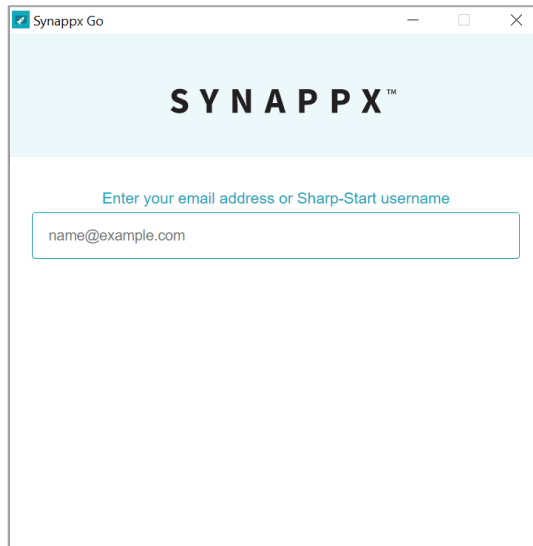 Synappx Go
SYNAPPX™
Enter your email address or Sharp-Start username
name@example.com